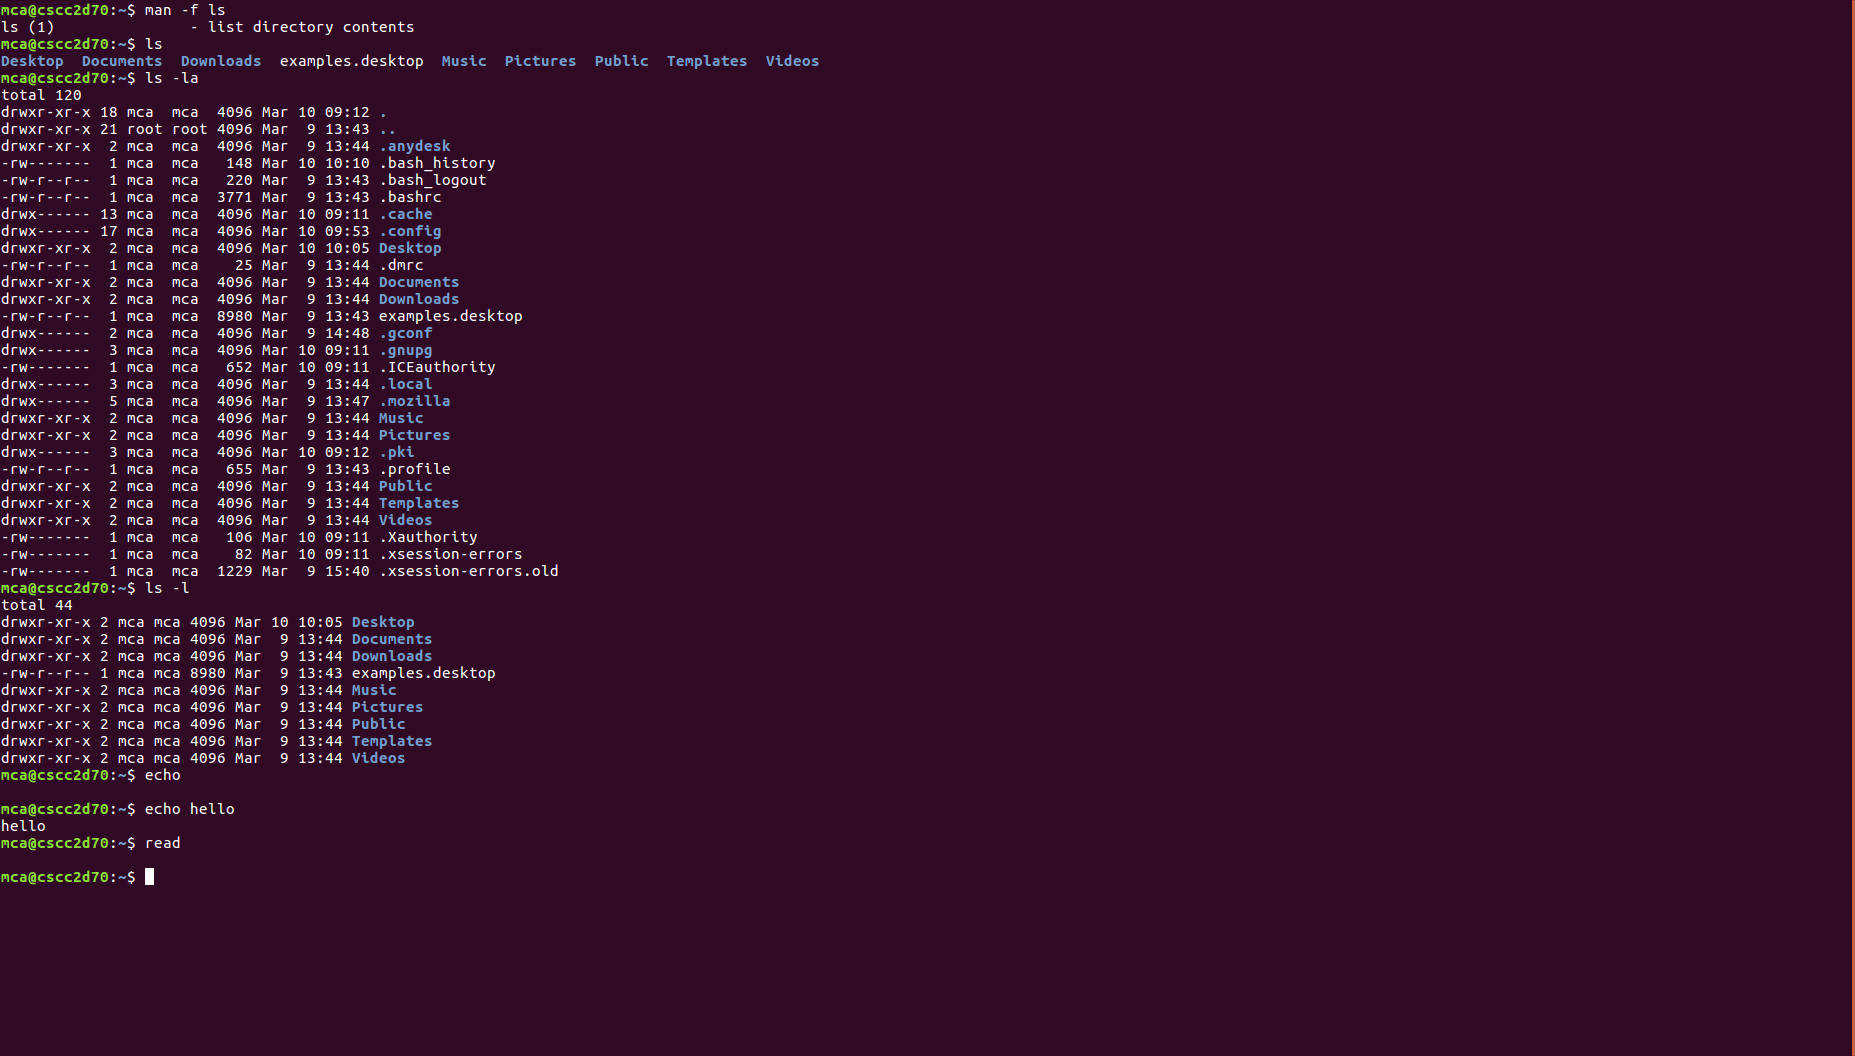 mca@cscc2d70:~$ man -f ls
ls (1)               - list directory contents
mca@cscc2d70:~$ ls
Desktop  Documents  Downloads  examples.desktop  Music  Pictures  Public  Templates  Videos
mca@cscc2d70:~$ ls -la
total 120
drwxr-xr-x 18 mca  mca  4096 Mar 10 09:12 .
drwxr-xr-x 21 root root 4096 Mar  9 13:43 ..
drwxr-xr-x  2 mca  mca  4096 Mar  9 13:44 .anydesk
-rw-------  1 mca  mca   148 Mar 10 10:10 .bash_history
-rw-r--r--  1 mca  mca   220 Mar  9 13:43 .bash_logout
-rw-r--r--  1 mca  mca  3771 Mar  9 13:43 .bashrc
drwx------ 13 mca  mca  4096 Mar 10 09:11 .cache
drwx------ 17 mca  mca  4096 Mar 10 09:53 .config
drwxr-xr-x  2 mca  mca  4096 Mar 10 10:05 Desktop
-rw-r--r--  1 mca  mca    25 Mar  9 13:44 .dmrc
drwxr-xr-x  2 mca  mca  4096 Mar  9 13:44 Documents
drwxr-xr-x  2 mca  mca  4096 Mar  9 13:44 Downloads
-rw-r--r--  1 mca  mca  8980 Mar  9 13:43 examples.desktop
drwx------  2 mca  mca  4096 Mar  9 14:48 .gconf
drwx------  3 mca  mca  4096 Mar 10 09:11 .gnupg
-rw-------  1 mca  mca   652 Mar 10 09:11 .ICEauthority
drwx------  3 mca  mca  4096 Mar  9 13:44 .local
drwx------  5 mca  mca  4096 Mar  9 13:47 .mozilla
drwxr-xr-x  2 mca  mca  4096 Mar  9 13:44 Music
drwxr-xr-x  2 mca  mca  4096 Mar  9 13:44 Pictures
drwx------  3 mca  mca  4096 Mar 10 09:12 .pki
-rw-r--r--  1 mca  mca   655 Mar  9 13:43 .profile
drwxr-xr-x  2 mca  mca  4096 Mar  9 13:44 Public
drwxr-xr-x  2 mca  mca  4096 Mar  9 13:44 Templates
drwxr-xr-x  2 mca  mca  4096 Mar  9 13:44 Videos
-rw-------  1 mca  mca   106 Mar 10 09:11 .Xauthority
-rw-------  1 mca  mca    82 Mar 10 09:11 .xsession-errors
-rw-------  1 mca  mca  1229 Mar  9 15:40 .xsession-errors.old
mca@cscc2d70:~$ ls -l
total 44
drwxr-xr-x 2 mca mca 4096 Mar 10 10:05 Desktop
drwxr-xr-x 2 mca mca 4096 Mar  9 13:44 Documents
drwxr-xr-x 2 mca mca 4096 Mar  9 13:44 Downloads
-rw-r--r-- 1 mca mca 8980 Mar  9 13:43 examples.desktop
drwxr-xr-x 2 mca mca 4096 Mar  9 13:44 Music
drwxr-xr-x 2 mca mca 4096 Mar  9 13:44 Pictures
drwxr-xr-x 2 mca mca 4096 Mar  9 13:44 Public
drwxr-xr-x 2 mca mca 4096 Mar  9 13:44 Templates
drwxr-xr-x 2 mca mca 4096 Mar  9 13:44 Videos
mca@cscc2d70:~$ echo

mca@cscc2d70:~$ echo hello
hello
mca@cscc2d70:~$ read

mca@cscc2d70:~$